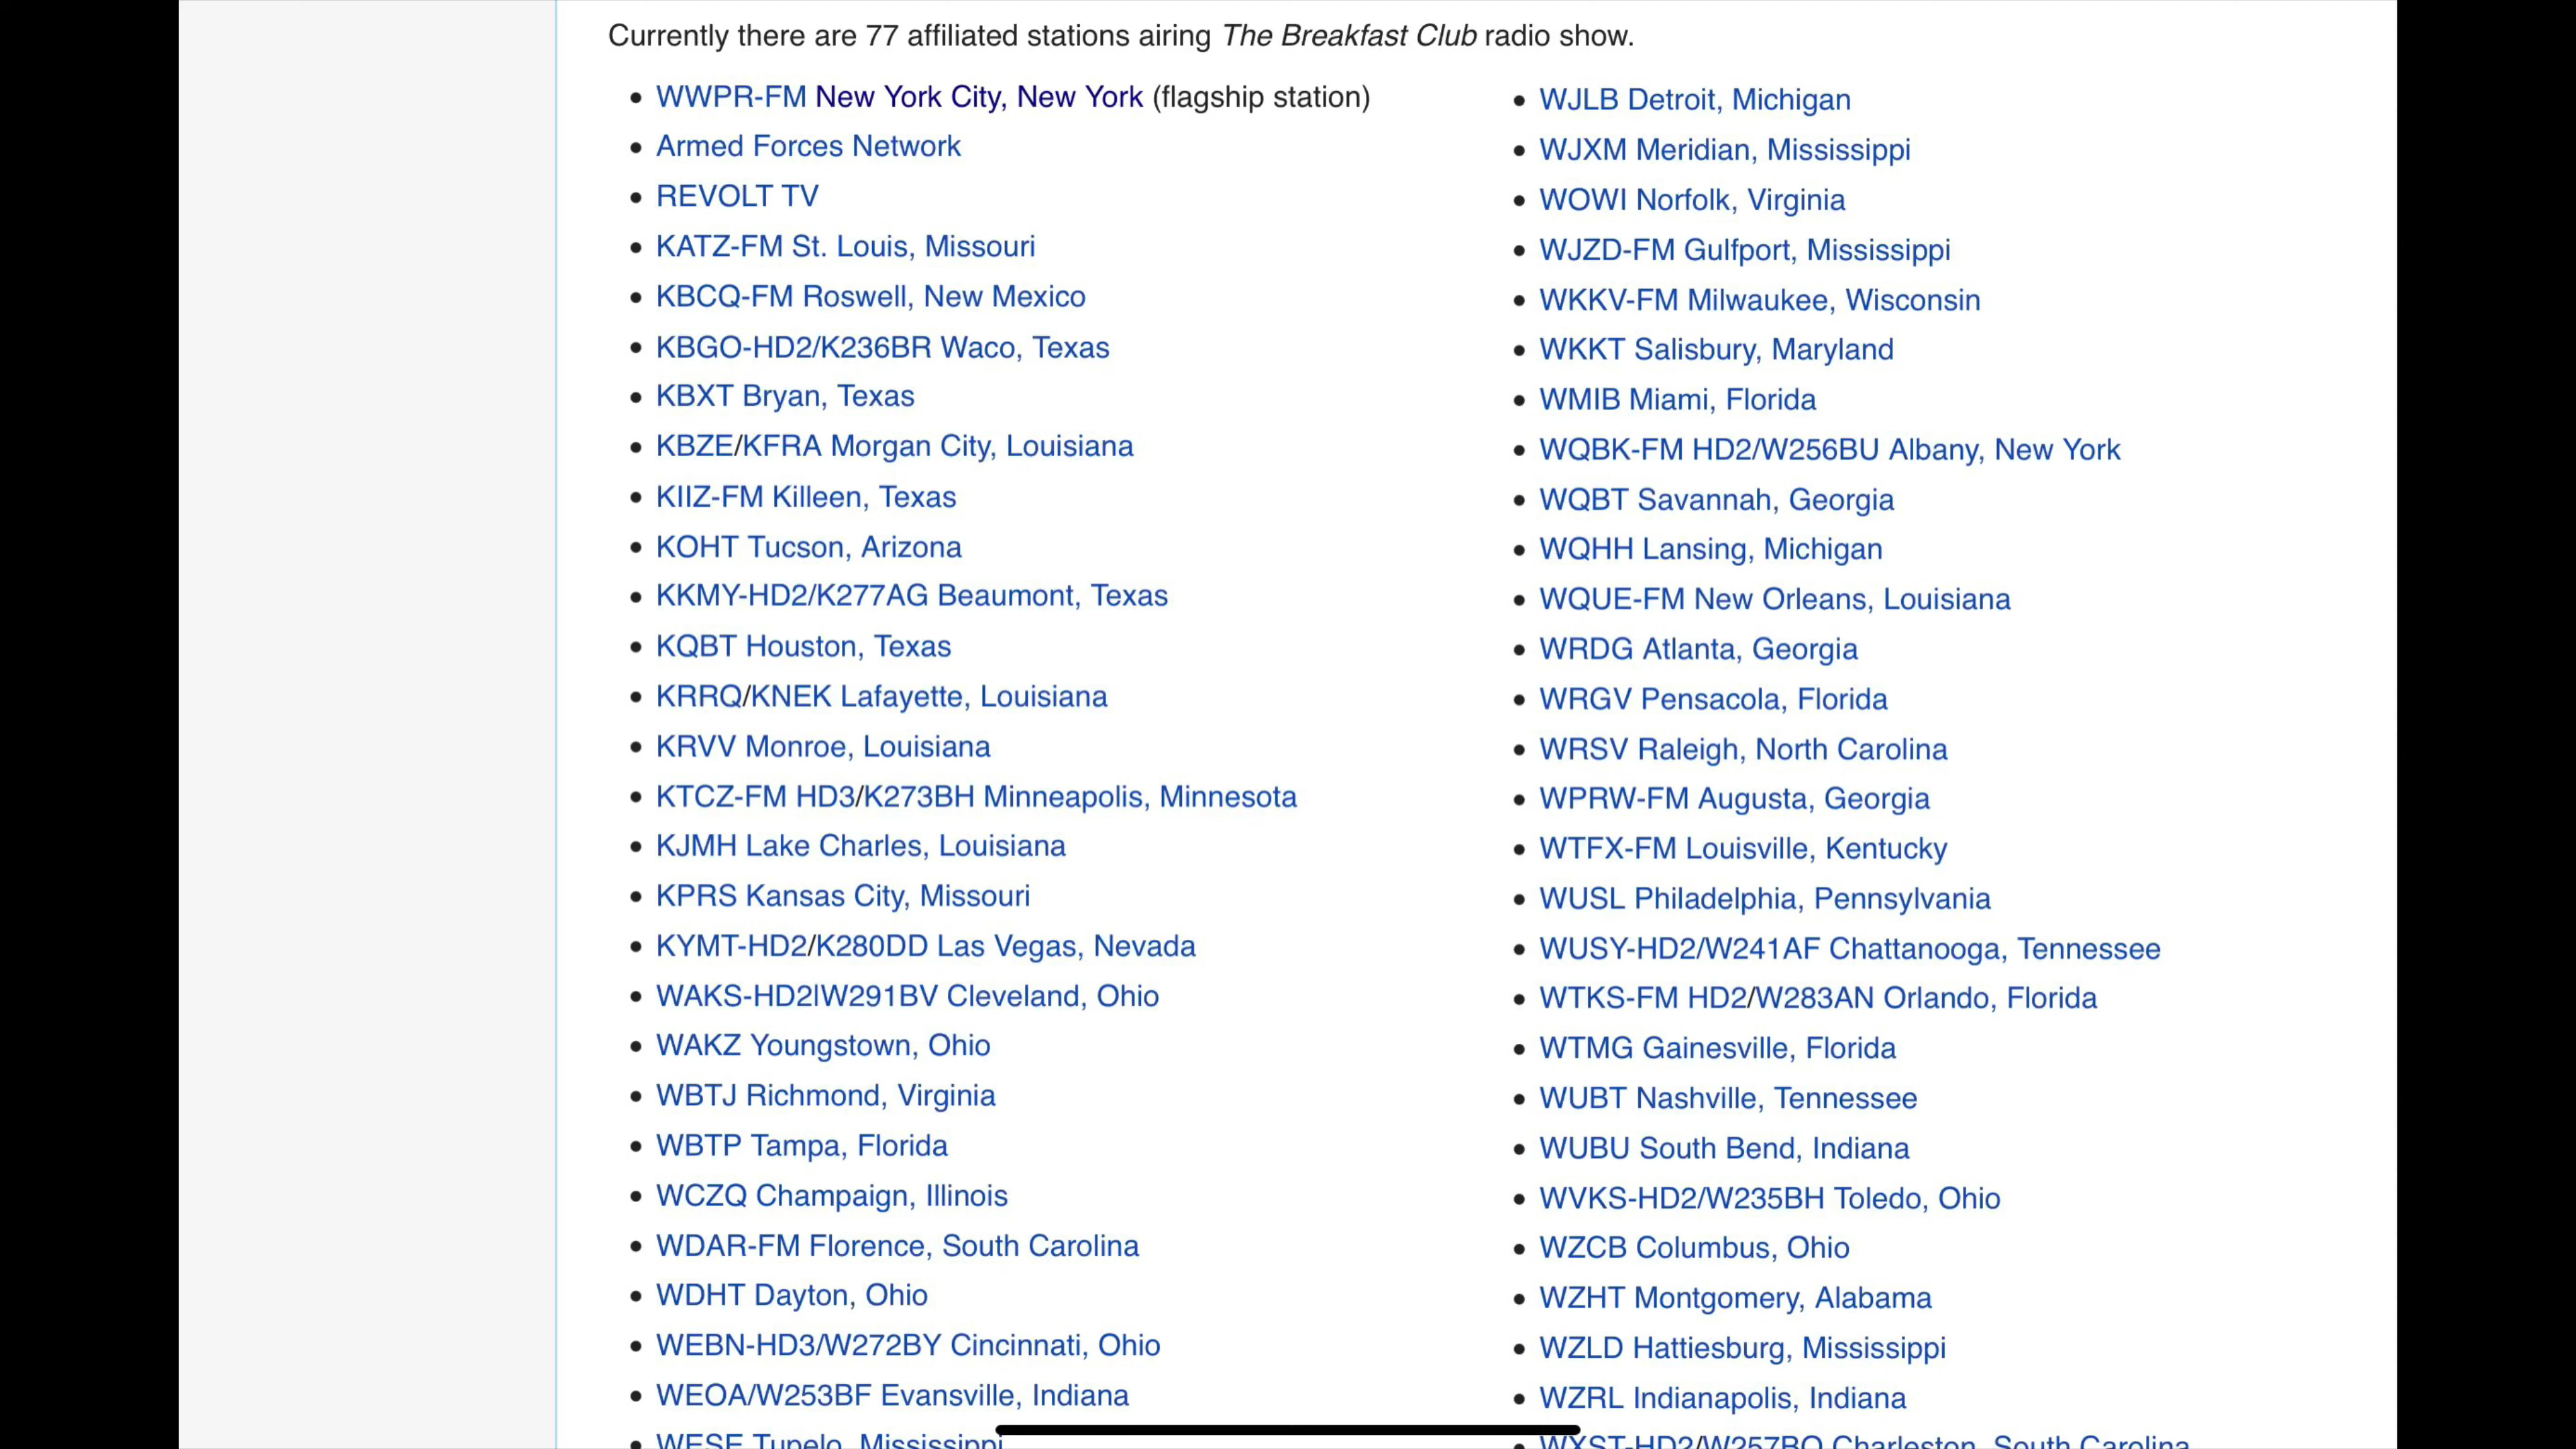 Currently there are 77 affiliated stations airing The Breakfast Club radio show.
WWPR-FM New York City, New York (flagship station)
Armed Forces Network
REVOLT TV
KATZ-FM St. Louis, Missouri
KBCQ-FM Roswell, New Mexico
KBGO-HD2/K236BR Waco, Texas
KBXT Bryan, Texas
KBZE/KFRA Morgan City, Louisiana
KIIZ-FM Killeen, Texas
KOHT Tucson, Arizona
KKMY-HD2/K277AG Beaumont, Texas
KQBT Houston, Texas
KRRQ/KNEK Lafayette, Louisiana
KRVV Monroe, Louisiana
KTCZ-FM HD3/K273BH Minneapolis, Minnesota
KJMH Lake Charles, Louisiana
KPRS Kansas City, Missouri
KYMT-HD2/K280DD Las Vegas, Nevada
WAKS-HD2lW291BV Cleveland, Ohio
WAKZ Youngstown, Ohio
WBTJ Richmond, Virginia
WBTP Tampa, Florida
WCZQ Champaign, Illinois
WDAR-FM Florence, South Carolina
WDHT Dayton, Ohio
WEBN-HD3/W272BY Cincinnati, Ohio
WEOA/W253BF Evansville, Indiana
WESE Tupelo, Mississippi
WJLB Detroit, Michigan
WJXM Meridian, Mississippi
WOWI Norfolk, Virginia
WJZD-FM Gulfport, Mississippi
WKKV-FM Milwaukee, Wisconsin
WKKT Salisbury, Maryland
WMIB Miami, Florida
WQBK-FM HD2/W256BU Albany, New York
WQBT Savannah, Georgia
WQHH Lansing, Michigan
WQUE-FM New Orleans, Louisiana
WRDG Atlanta, Georgia
WRGV Pensacola, Florida
WRSV Raleigh, North Carolina
WPRW-FM Augusta, Georgia
WTFX-FM Louisville, Kentucky
WUSL Philadelphia, Pennsylvania
WUSY-HD2/W241AF Chattanooga, Tennessee
WTKS-FM HD2/W283AN Orlando, Florida
WTMG Gainesville, Florida
WUBT Nashville, Tennessee
WUBU South Bend, Indiana
WVKS-HD2/W235BH Toledo, Ohio
WZCB Columbus, Ohio
WZHT Montgomery, Alabama
WZLD Hattiesburg, Mississippi
WZRL Indianapolis, Indiana
Charleston, South Carolina